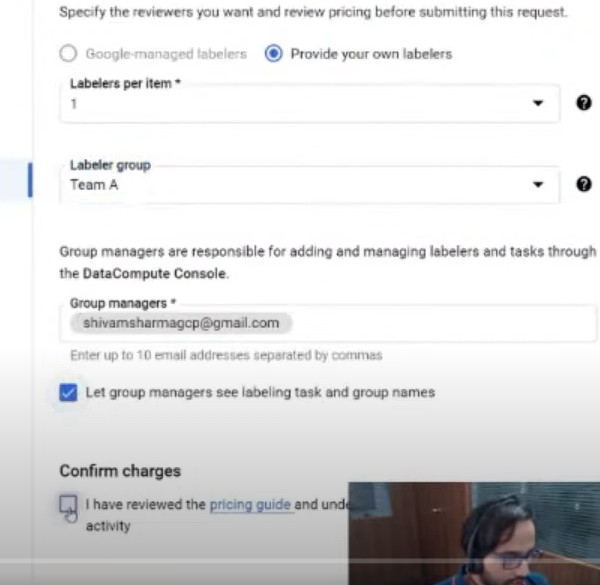 Specify the reviewers you want and review pricing before submitting this request.
Google-managed labelers Provide your own labelers
Labelers per item *
1
Labeler group
Team A
Group managers are responsible for adding and managing labelers and tasks through
the DataCompute Console.
Group managers *
shivamsharmagcp@gmail.com
Enter up to 10 email addresses separated by commas
Let group managers see labeling task and group names
Confirm charges
I have reviewed the pricing guide and
activity